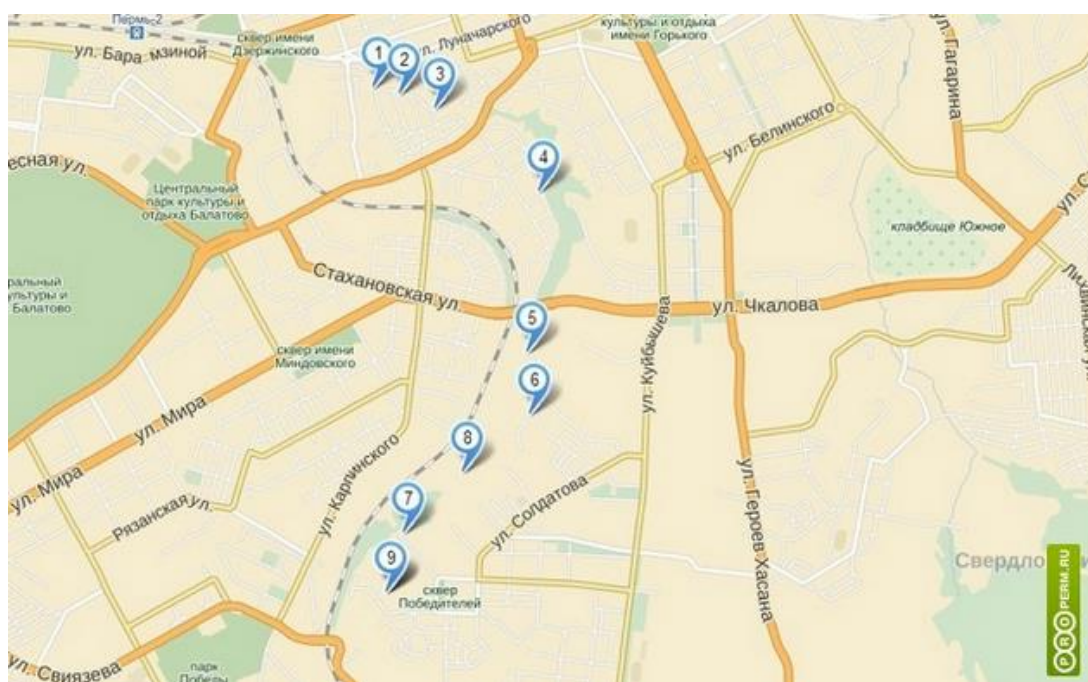 Пермь-2
сквер имени
Дзержинского
ул. Луначарского
культуры и отдыха
имени Горького
ул. Гагарина
ул. Бара мзиной
1
2
3
ул. Белинского
4
есная ул.
Центральный
парк культуры и
отдыха Балатово
кладбище Южное
ул. С
Стахановская ул.
ральный
ультуры и
Балатово
ул. Чкалова
5
сквер имени
Миндовского
ул. Куйбышева
6
ул. Мира
ул. Мира
8
ул. Карпинского
Рязанская ул.
7
ул. Солдатова
ул. Героев Хасана
9
сквер
Победителей
Свердло
PROPERM.RU
ул. Свиязева
парк
Победы